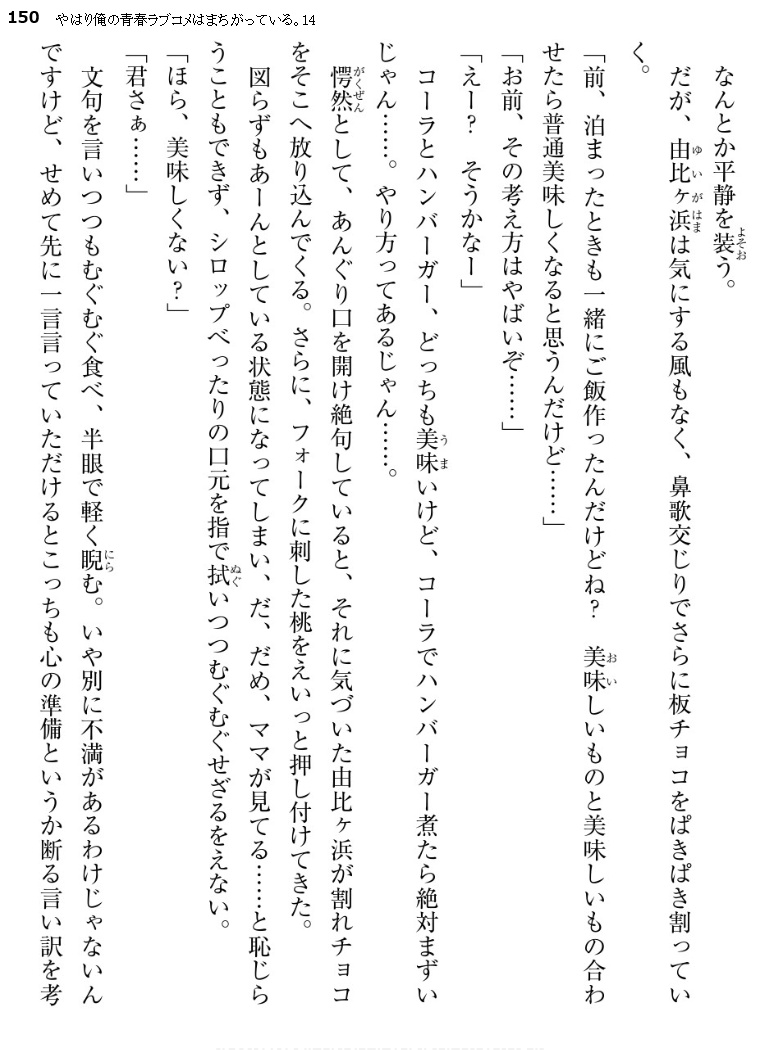 150 やはり俺の青春ラブコメはまちがっている。14
なんとか平静を装う。
だが、由比ヶ浜は気にする風もなく、鼻歌交じりでさらに板チョコをぱきぱき割ってい
く。
「前、泊まったときも一緒にご飯作ったんだけどね? 美味しいものと美味しいもの合わ
せたら普通美味しくなると思うんだけど……」
「お前、その考え方はやばいぞ……」
「えー? そうかなー」
コーラとハンバーガー、どっちも美味いけど、コーラでハンバーガー煮たら絶対まずい
じゃん……。やり方ってあるじゃん……。
愕然として、あんぐり口を開け絶句していると、それに気づいた由比ヶ浜が割れチョコ
をそこへ放り込んでくる。さらに、フォークに刺した桃をえいっと押し付けてきた。
図らずもあーんとしている状態になってしまい、だ、だめ、ママが見てる……と恥じら
うこともできず、シロップべったりの口元を指で拭いつつむぐむぐせざるをえない。
「ほら、美味しくない?」
「君さぁ……」
文句を言いつつもむぐむぐ食べ、半眼で軽く睨む。いや別に不満があるわけじゃないん
ですけど、せめて先に一言言っていただけるとこっちも心の準備というか断る言い訳を考